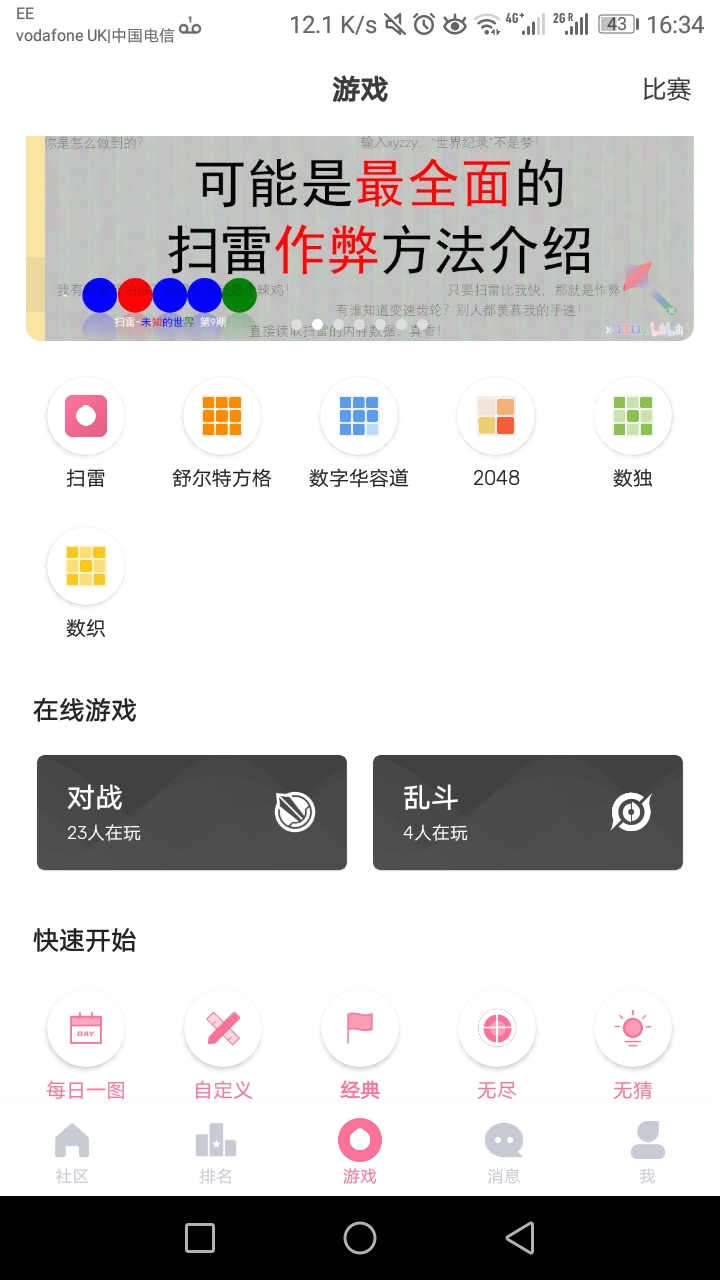 EE
vodafone UK|中国电信
12.1 K/s 4G+ 2G R 43 16:34
游戏
比赛
你是怎么做到的?
输入xyzzy,“世界纪录”不是梦!
可能是最全面的
扫雷作弊方法介绍
只要扫雷比我快,那就是作弊
有谁知道变速齿轮?别人都羡慕我的手速!
扫雷-未知的世界 第9期
直接读取扫雷的内存数据,真香!
扫雷
舒尔特方格
数字华容道
2048
数独
数织
在线游戏
对战
23人在玩
乱斗
4人在玩
快速开始
DAY
每日一图
自定义
经典
无尽
无猜
社区
排名
游戏
消息
我